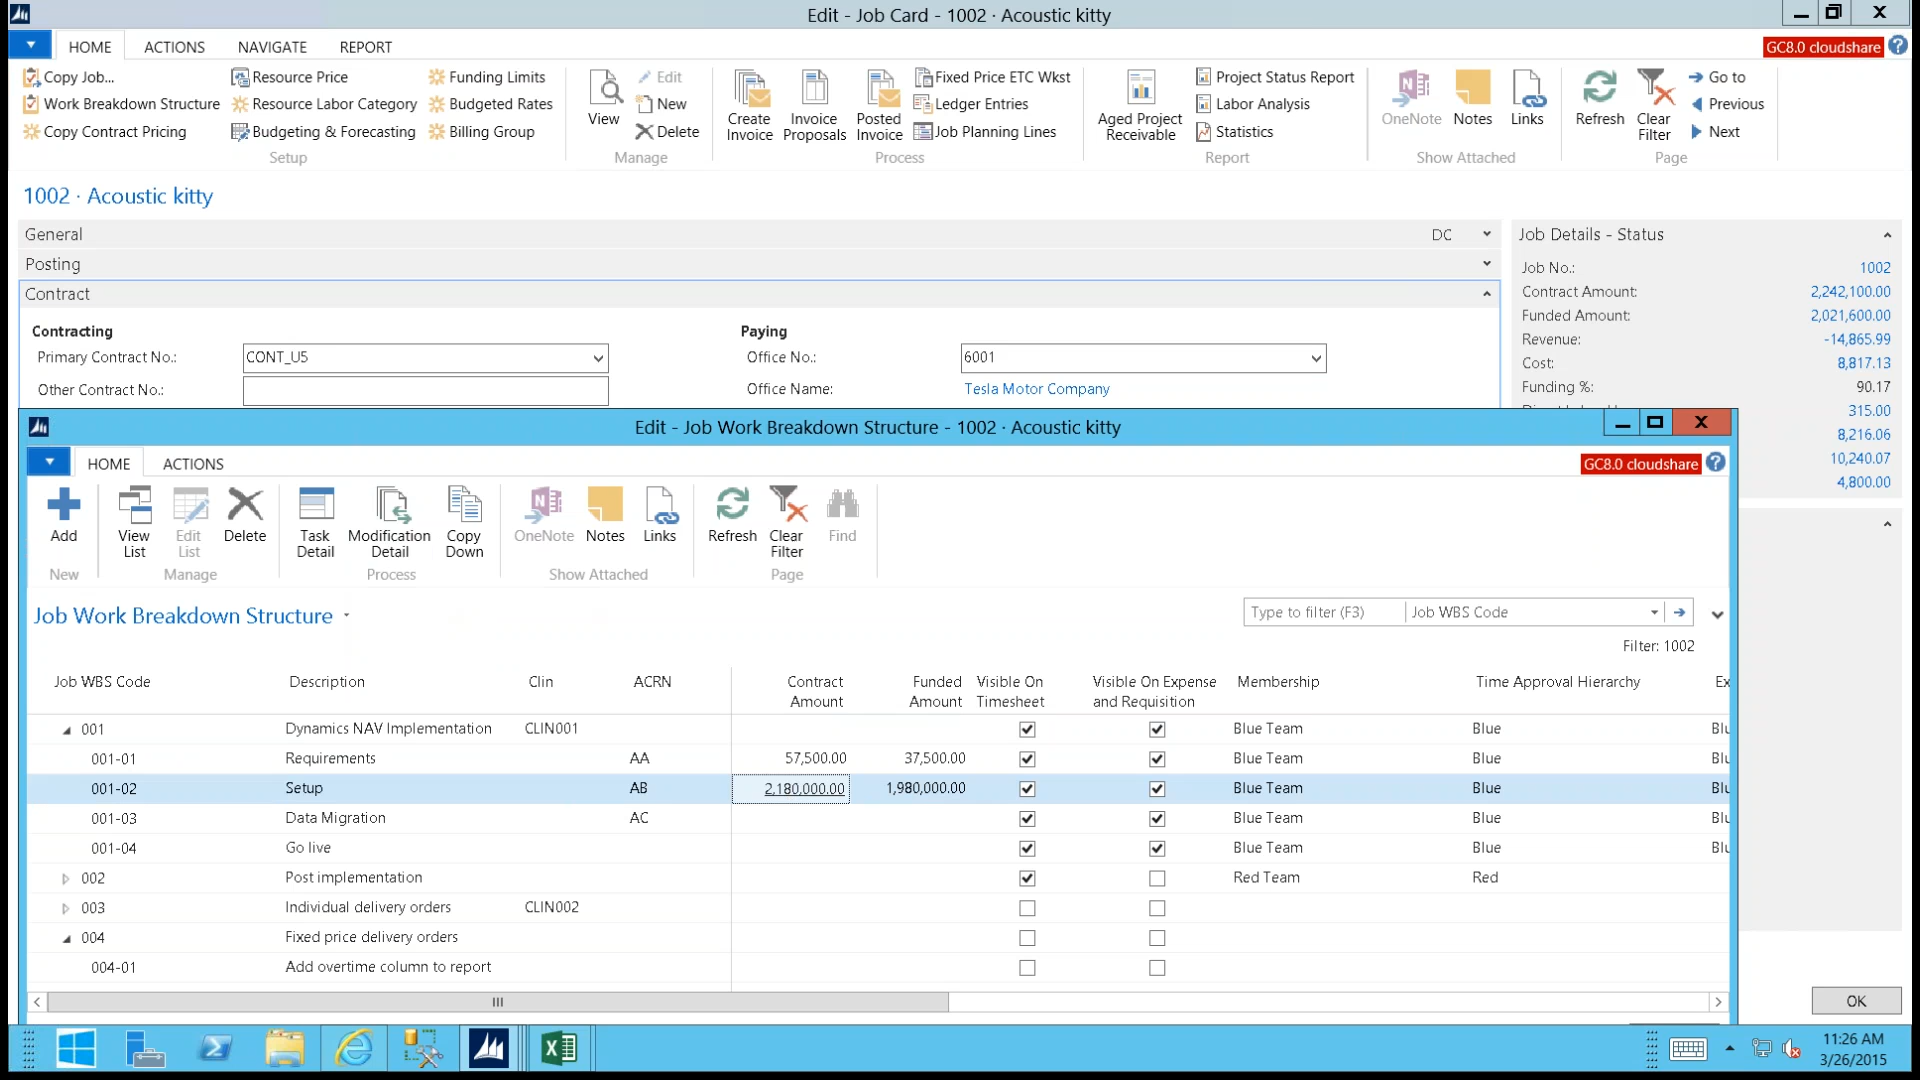 Edit - Job Card - 1002 · Acoustic kitty
HOME ACTIONS NAVIGATE REPORT
GC8.0 cloudshare
Copy Job...
Work Breakdown Structure
Copy Contract Pricing
Resource Price
Resource Labor Category
Budgeting & Forecasting
Funding Limits
Budgeted Rates
Billing Group
Setup
View
Edit
New
Delete
Manage
Create Invoice
Invoice Proposals
Posted Invoice
Fixed Price ETC Wkst
Ledger Entries
Job Planning Lines
Process
Aged Project Receivable
Project Status Report
Labor Analysis
Statistics
Report
OneNote
Notes
Links
Show Attached
Refresh
Clear Filter
Go to
Previous
Next
Page
1002 · Acoustic kitty
General DC
Posting
Contract
Contracting
Primary Contract No.: CONT_U5
Other Contract No.:
Paying
Office No.: 6001
Office Name: Tesla Motor Company
Job Details - Status
Job No.: 1002
Contract Amount: 2,242,100.00
Funded Amount: 2,021,600.00
Revenue: -14,865.99
Cost: 8,817.13
Funding %: 90.17
315.00
8,216.06
10,240.07
4,800.00
Edit - Job Work Breakdown Structure - 1002 · Acoustic kitty
HOME ACTIONS
GC8.0 cloudshare
Add
New
View List
Edit List
Delete
Manage
Task Detail
Modification Detail
Copy Down
Process
OneNote
Notes
Links
Show Attached
Refresh
Clear Filter
Find
Page
Job Work Breakdown Structure
Type to filter (F3) Job WBS Code
Filter: 1002
Job WBS Code Description Clin ACRN Contract Amount Funded Amount Visible On Timesheet Visible On Expense and Requisition Membership Time Approval Hierarchy Ex
001 Dynamics NAV Implementation CLIN001 Blue Team Blue Blu
001-01 Requirements AA 57,500.00 37,500.00 Blue Team Blue Blu
001-02 Setup AB 2,180,000.00 1,980,000.00 Blue Team Blue Blu
001-03 Data Migration AC Blue Team Blue Blu
001-04 Go live Blue Team Blue Blu
002 Post implementation Red Team Red
003 Individual delivery orders CLIN002
004 Fixed price delivery orders
004-01 Add overtime column to report
OK
11:26 AM
3/26/2015